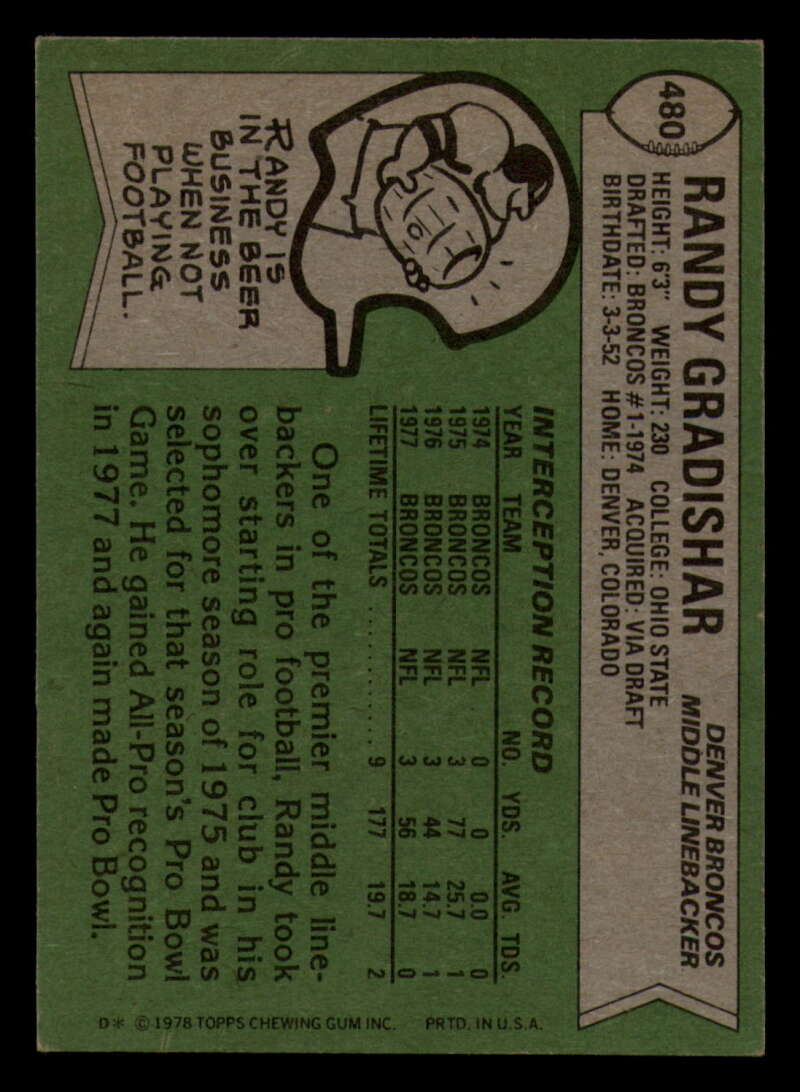 480
RANDY GRADISHAR
DENVER BRONCOS
MIDDLE LINEBACKER
HEIGHT: 6'3" WEIGHT: 230 COLLEGE: OHIO STATE
DRAFTED: BRONCOS #1-1974 ACQUIRED: VIA DRAFT
BIRTHDATE: 3-3-52 HOME: DENVER, COLORADO
RANDY IS
IN THE BEER
BUSINESS
WHEN NOT
PLAYING
FOOTBALL.
INTERCEPTION RECORD
YEAR TEAM NO. YDS. AVG. TDS.
1974 BRONCOS NFL 0 0 0.0 0
1975 BRONCOS NFL 3 77 25.7 1
1976 BRONCOS NFL 3 44 14.7 1
1977 BRONCOS NFL 3 56 18.7 0
LIFETIME TOTALS .......... 9 177 19.7 2
One of the premier middle line-
backers in pro football, Randy took
over starting role for club in his
sophomore season of 1975 and was
selected for that season's Pro Bowl
Game. He gained All-Pro recognition
in 1977 and again made Pro Bowl.
D* © 1978 TOPPS CHEWING GUM INC. PRTD. IN U.S.A.